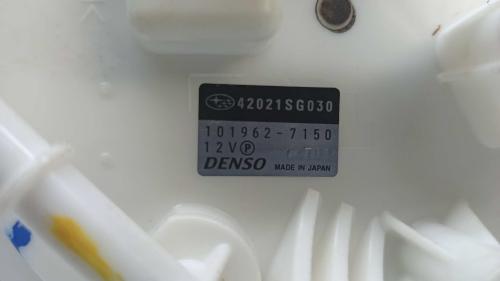 42021SG030
101962-7150
12V Ⓟ
DENSO MADE IN JAPAN